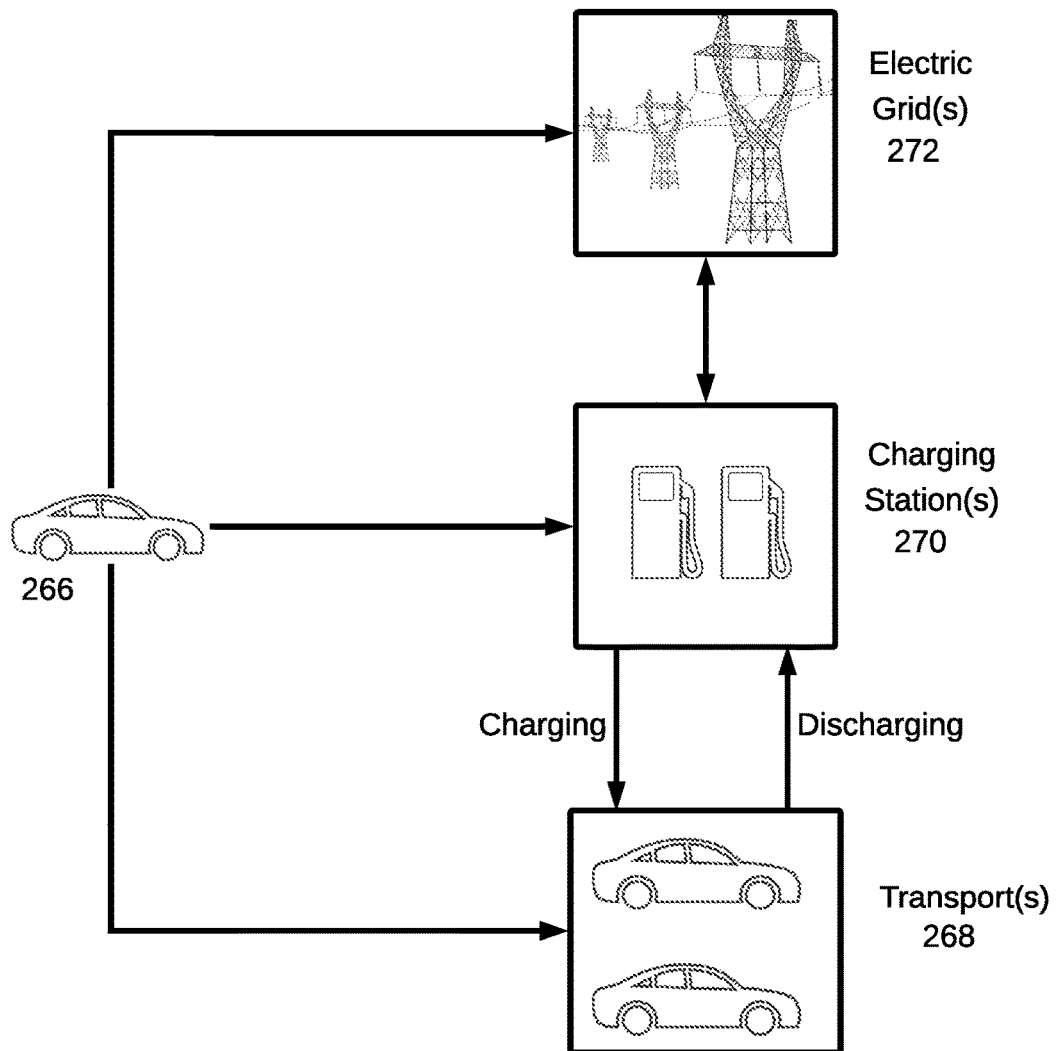 Electric
Grid(s)
272
Charging
Station(s)
270
266
Charging
Discharging
Transport(s)
268